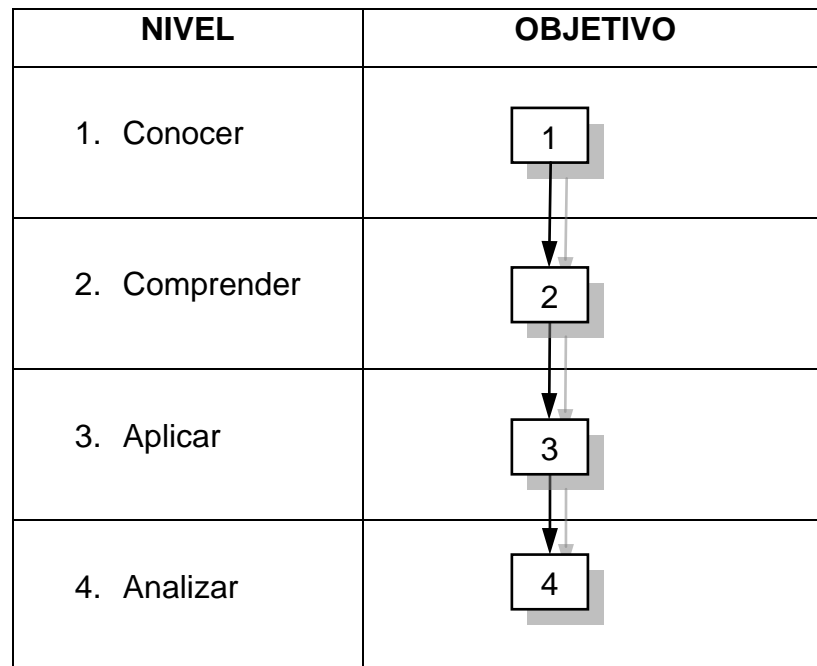 NIVEL OBJETIVO
1. Conocer 1
2. Comprender 2
3. Aplicar 3
4. Analizar 4